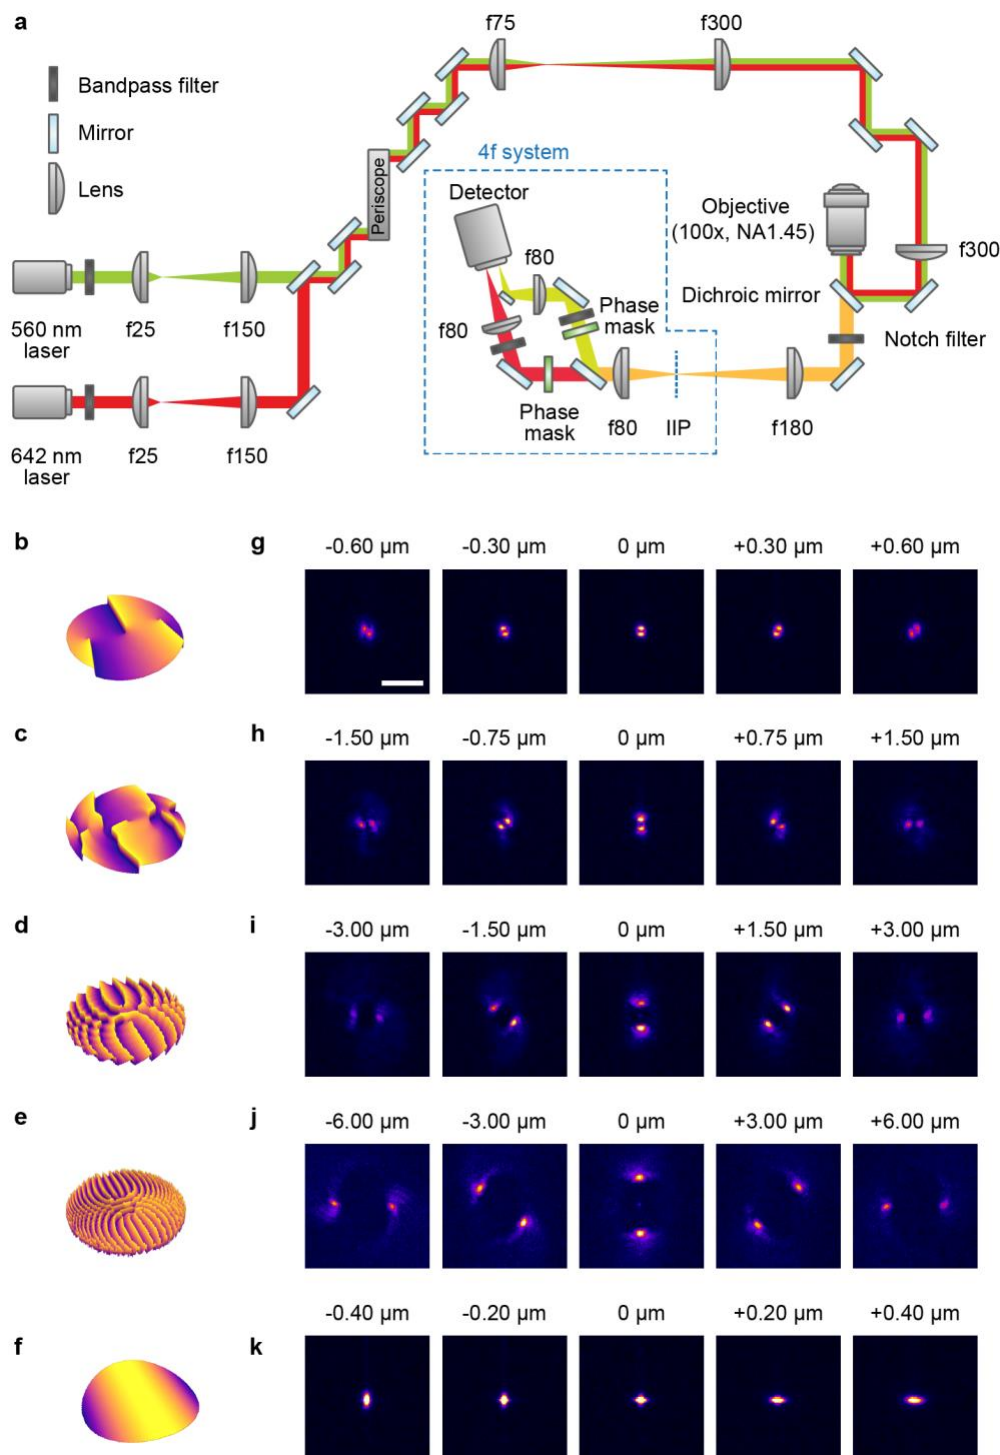 a
f75
f300
Bandpass filter
Mirror
Lens
Periscope
4f system
Detector
f80
Objective
(100x, NA1.45)
f300
Dichroic mirror
Phase
mask
f80
Notch filter
560 nm
laser
f25
f150
Phase
mask
f80
IIP
f180
642 nm
laser
f25
f150
b
g
-0.60 µm
-0.30 µm
0 µm
+0.30 µm
+0.60 µm
c
h
-1.50 µm
-0.75 µm
0 µm
+0.75 µm
+1.50 µm
d
i
-3.00 µm
-1.50 µm
0 µm
+1.50 µm
+3.00 µm
e
j
-6.00 µm
-3.00 µm
0 µm
+3.00 µm
+6.00 µm
f
k
-0.40 µm
-0.20 µm
0 µm
+0.20 µm
+0.40 µm